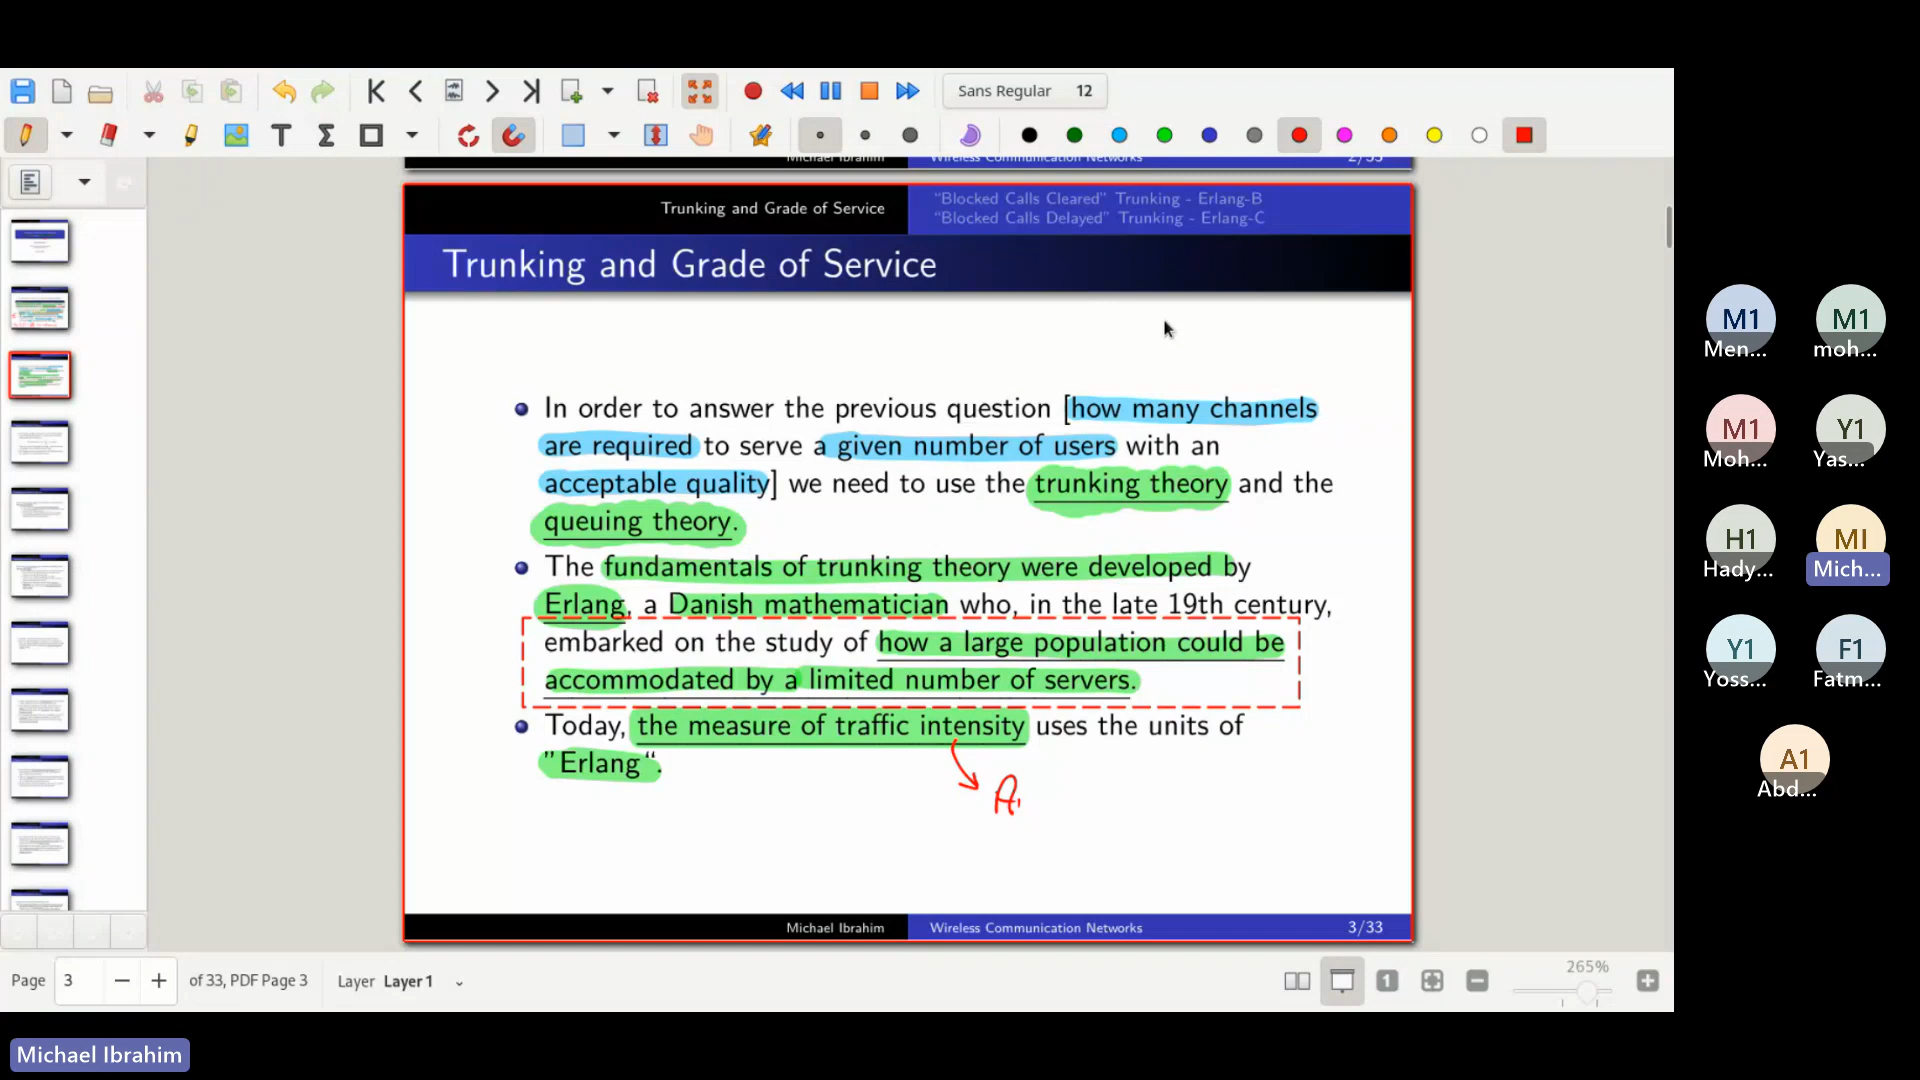 Sans Regular 12
Michael Ibrahim Wireless Communication Networks 2/33
Trunking and Grade of Service
"Blocked Calls Cleared" Trunking - Erlang-B
"Blocked Calls Delayed" Trunking - Erlang-C
Trunking and Grade of Service
In order to answer the previous question [how many channels
are required to serve a given number of users with an
acceptable quality] we need to use the trunking theory and the
queuing theory.
The fundamentals of trunking theory were developed by
Erlang, a Danish mathematician who, in the late 19th century,
embarked on the study of how a large population could be
accommodated by a limited number of servers.
Today, the measure of traffic intensity uses the units of
"Erlang".
A
Michael Ibrahim Wireless Communication Networks 3/33
Page 3 of 33, PDF Page 3 Layer Layer 1 265%
Michael Ibrahim
M1 M1
Men... moh...
M1 Y1
Moh... Yas...
H1 MI
Hady... Mich...
Y1 F1
Yoss... Fatm...
A1
Abd...